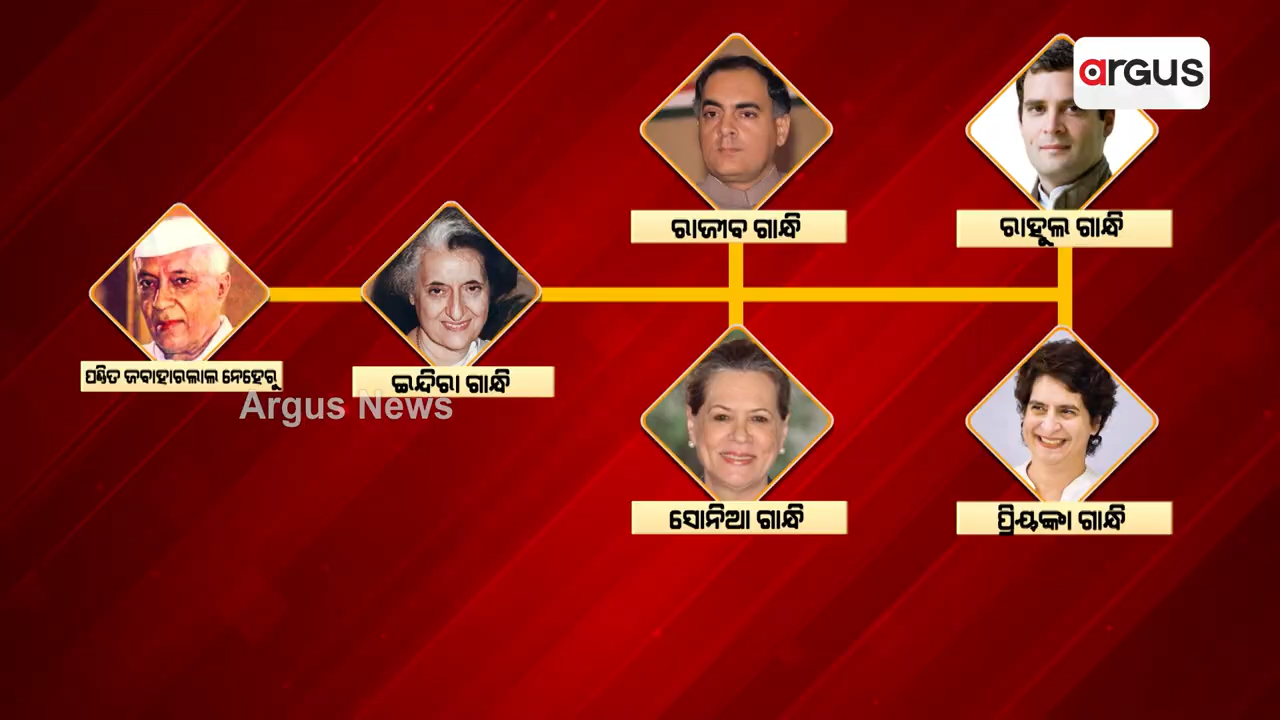 argus
ରାଜୀବ ଗାନ୍ଧି
ରାହୁଲ ଗାନ୍ଧି
ପଣ୍ଡିତ ଜବାହାରଲାଲ ନେହେରୁ
ଇନ୍ଦିରା ଗାନ୍ଧି
Argus News
ସୋନିଆ ଗାନ୍ଧି
ପ୍ରିୟଙ୍କା ଗାନ୍ଧି